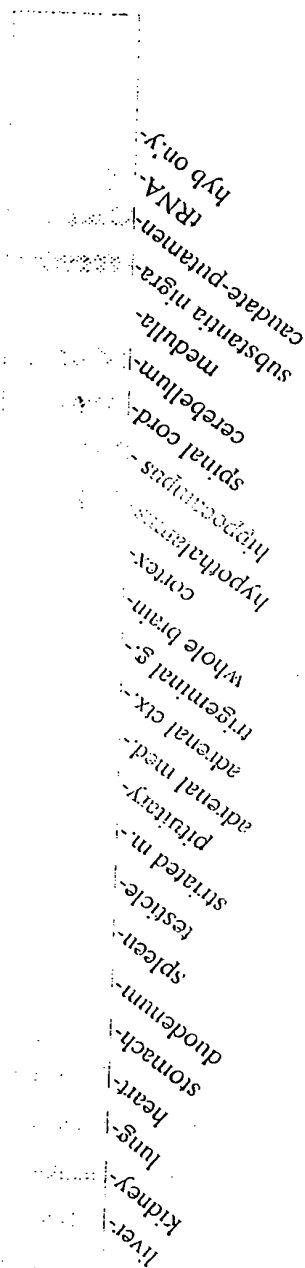 liver-
kidney-
lung-
heart-
stomach-
duodenum-
spleen-
testicle-
striated m.-
pituitary-
adrenal med.-
adrenal ctx.-
trigeminal g.-
whole brain-
cortex-
hypothalamus-
hippocampus -
spinal cord-
cerebellum-
medulla-
substantia nigra-
caudate-putamen-
tRNA-
hyb on.y-